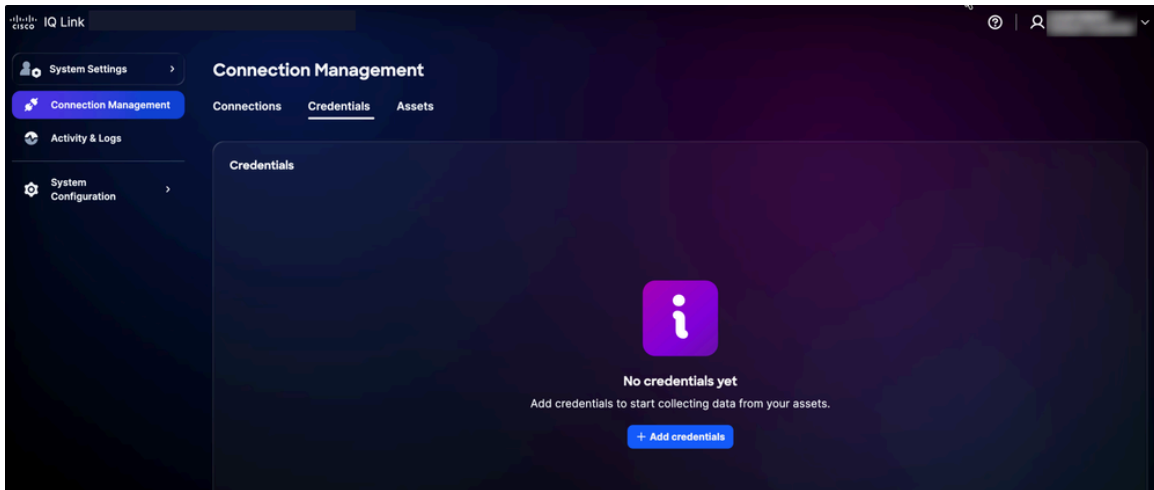 cisco IQ Link
System Settings
Connection Management
Activity & Logs
System
Configuration
Connection Management
Connections Credentials Assets
Credentials
No credentials yet
Add credentials to start collecting data from your assets.
+ Add credentials